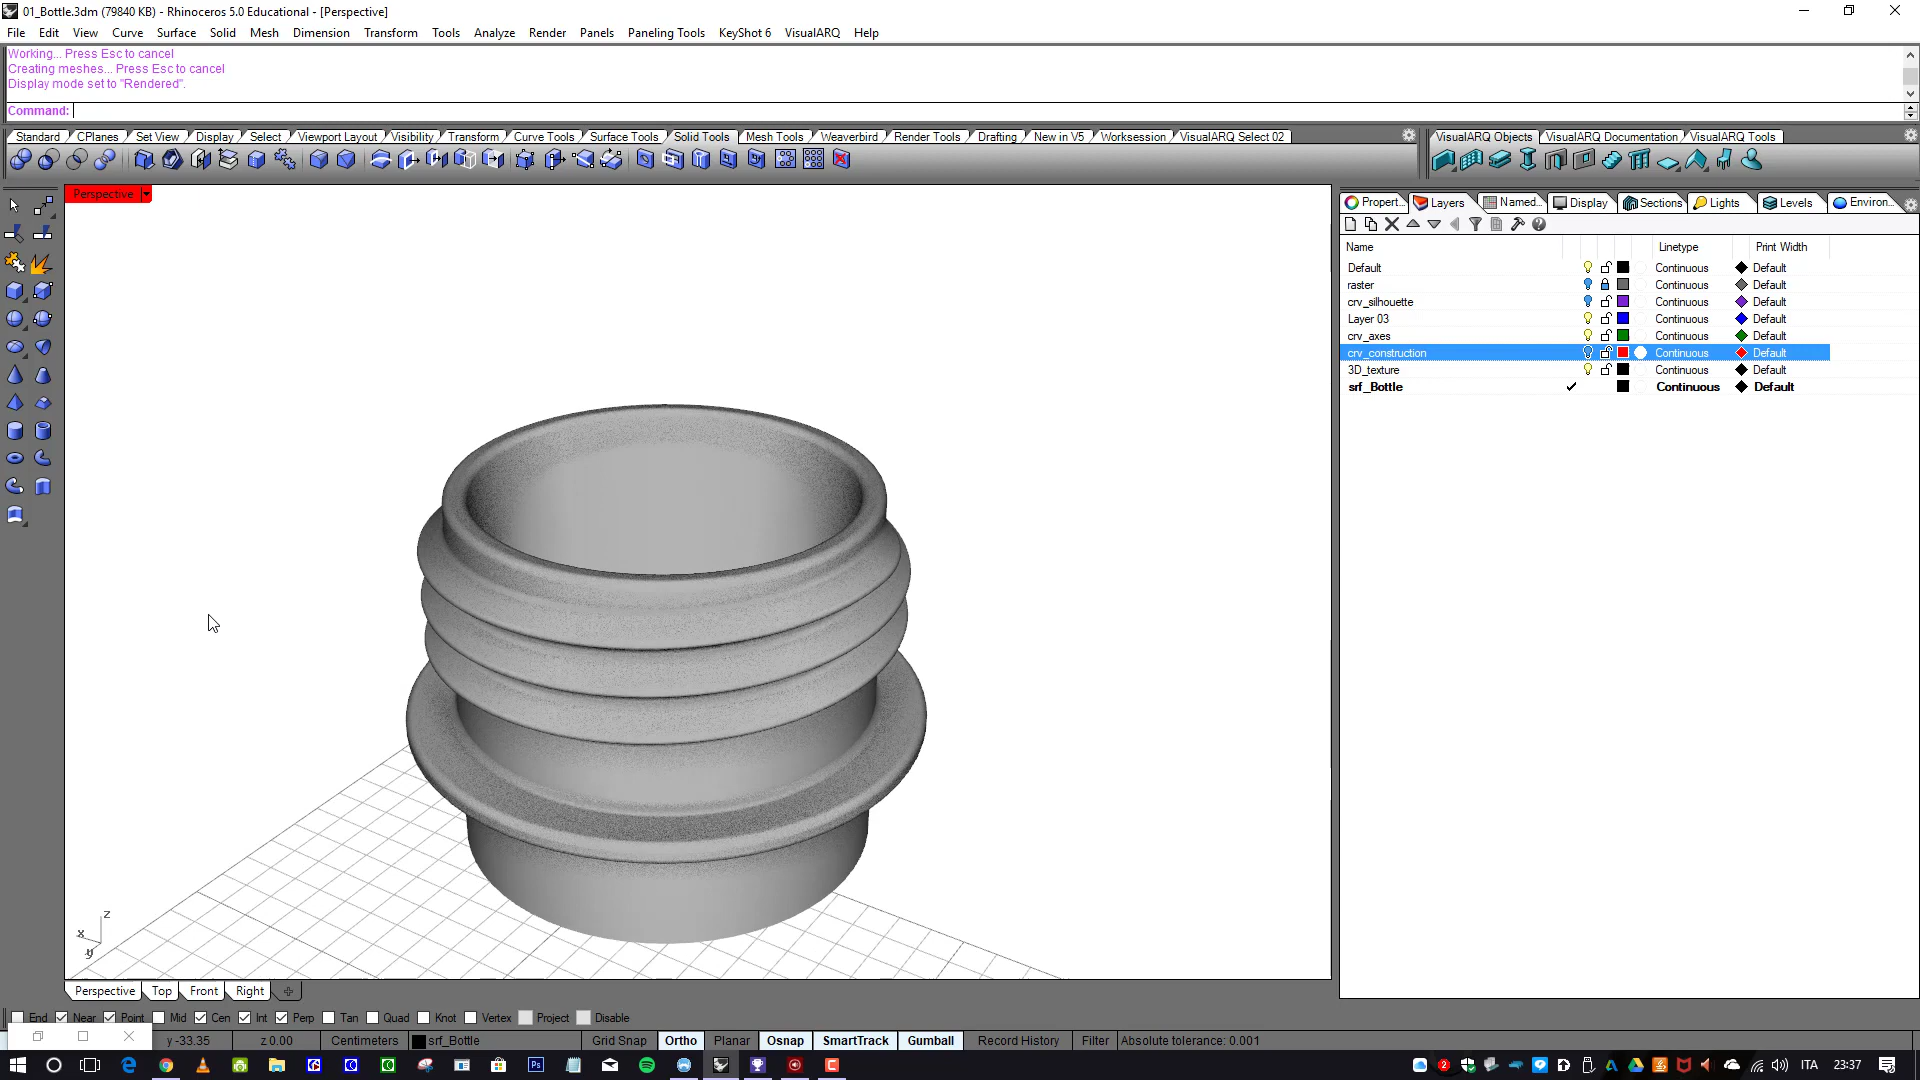 01_Bottle.3dm (79840 KB) - Rhinoceros 5.0 Educational - [Perspective]
File Edit View Curve Surface Solid Mesh Dimension Transform Tools Analyze Render Panels Paneling Tools KeyShot 6 VisualARQ Help
Working... Press Esc to cancel
Creating meshes... Press Esc to cancel
Display mode set to "Rendered".
Command:
Standard CPlanes Set View Display Select Viewport Layout Visibility Transform Curve Tools Surface Tools Solid Tools Mesh Tools Weaverbird Render Tools Drafting New in V5 Worksession VisualARQ Select 02
VisualARQ Objects VisualARQ Documentation VisualARQ Tools
Perspective
Propert... Layers Named... Display Sections Lights Levels Environ...
Name Linetype Print Width
Default Continuous Default
raster Continuous Default
crv_silhouette Continuous Default
Layer 03 Continuous Default
crv_axes Continuous Default
crv_construction Continuous Default
3D_texture Continuous Default
srf_Bottle Continuous Default
z
x
y
Perspective Top Front Right
End Near Point Mid Cen Int Perp Tan Quad Knot Vertex Project Disable
y -33.35 z 0.00 Centimeters srf_Bottle Grid Snap Ortho Planar Osnap SmartTrack Gumball Record History Filter Absolute tolerance: 0.001
ITA 23:37